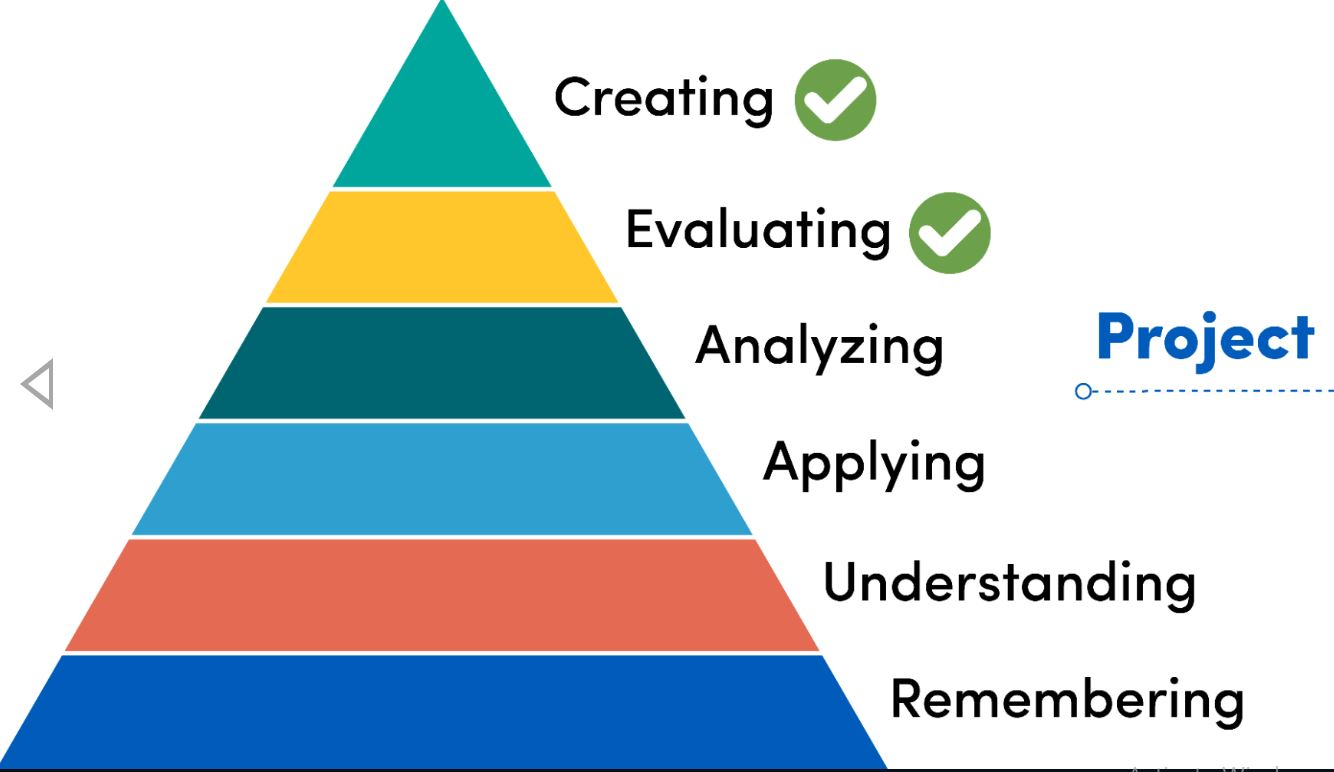 Creating
Evaluating
Analyzing
Project
Applying
Understanding
Remembering